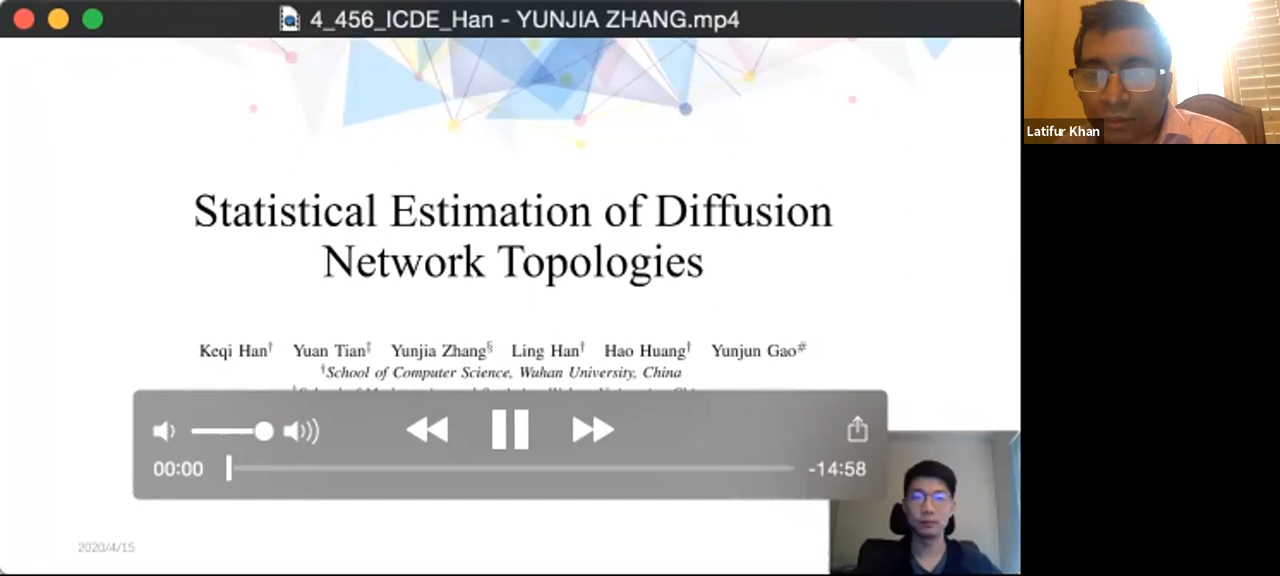 4_456_ICDE_Han - YUNJIA ZHANG.mp4
Latifur Khan
Statistical Estimation of Diffusion
Network Topologies
Keqi Han† Yuan Tian‡ Yunjia Zhang§ Ling Han† Hao Huang† Yunjun Gao#
†School of Computer Science, Wuhan University, China
00:00
-14:58
2020/4/15